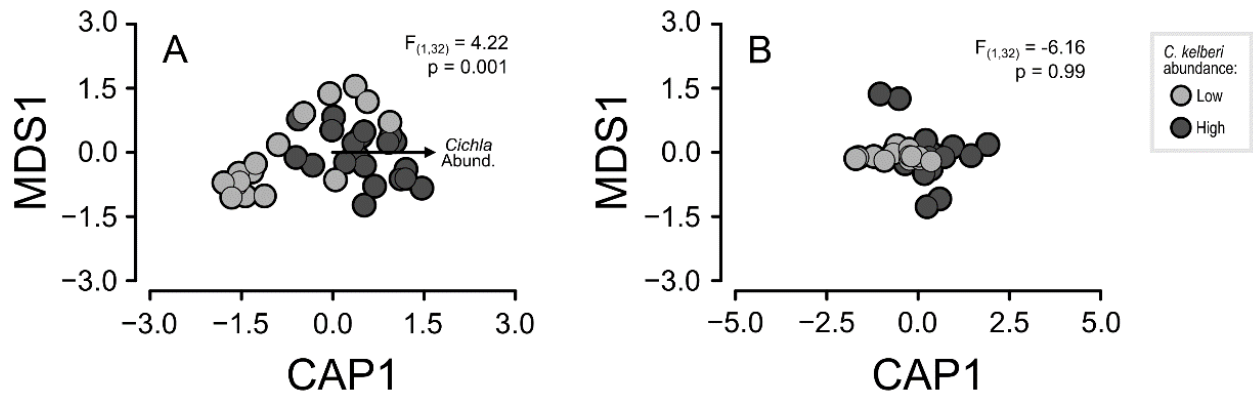 A
F(1,32) = 4.22
p = 0.001
Cichla
Abund.
MDS1
3.0
1.5
0.0
−1.5
−3.0
−3.0
−1.5
0.0
1.5
3.0
CAP1
B
F(1,32) = -6.16
p = 0.99
MDS1
3.0
1.5
0.0
−1.5
−3.0
−5.0
−2.5
0.0
2.5
5.0
CAP1
C. kelberi
abundance:
Low
High